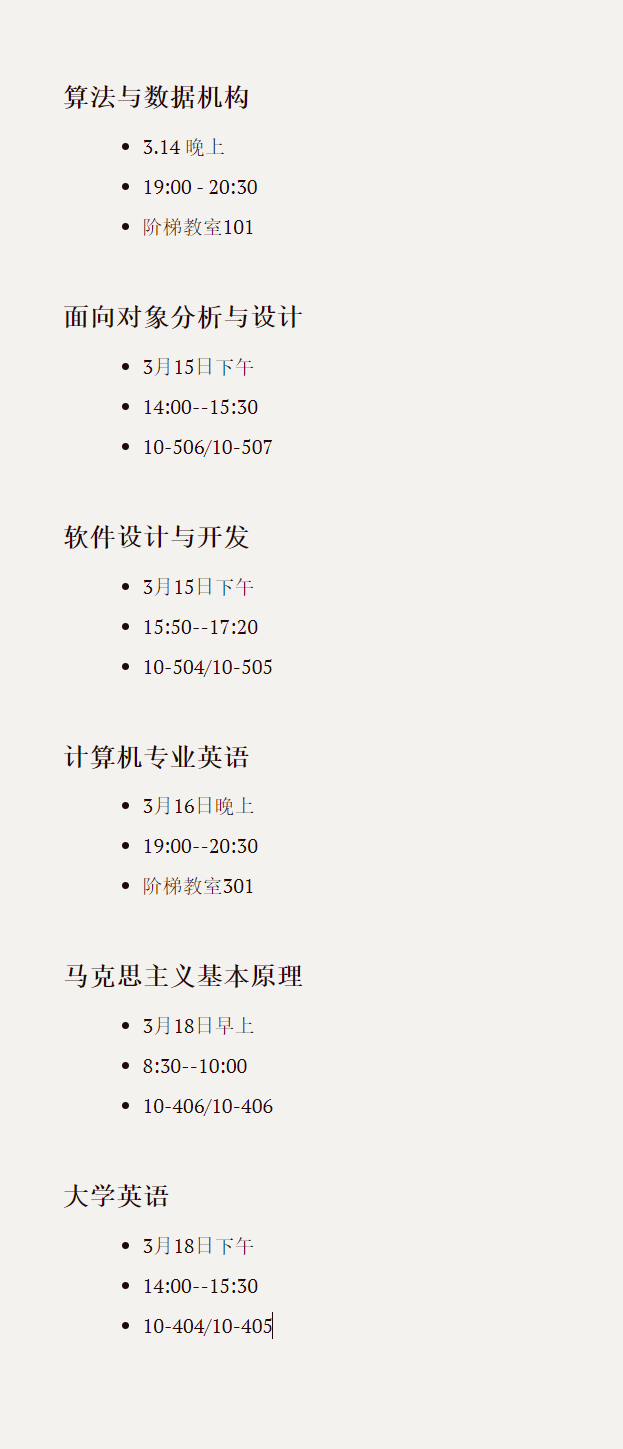 算法与数据机构
3.14 晚上
19:00 - 20:30
阶梯教室101
面向对象分析与设计
3月15日下午
14:00--15:30
10-506/10-507
软件设计与开发
3月15日下午
15:50--17:20
10-504/10-505
计算机专业英语
3月16日晚上
19:00--20:30
阶梯教室301
马克思主义基本原理
3月18日早上
8:30--10:00
10-406/10-406
大学英语
3月18日下午
14:00--15:30
10-404/10-405